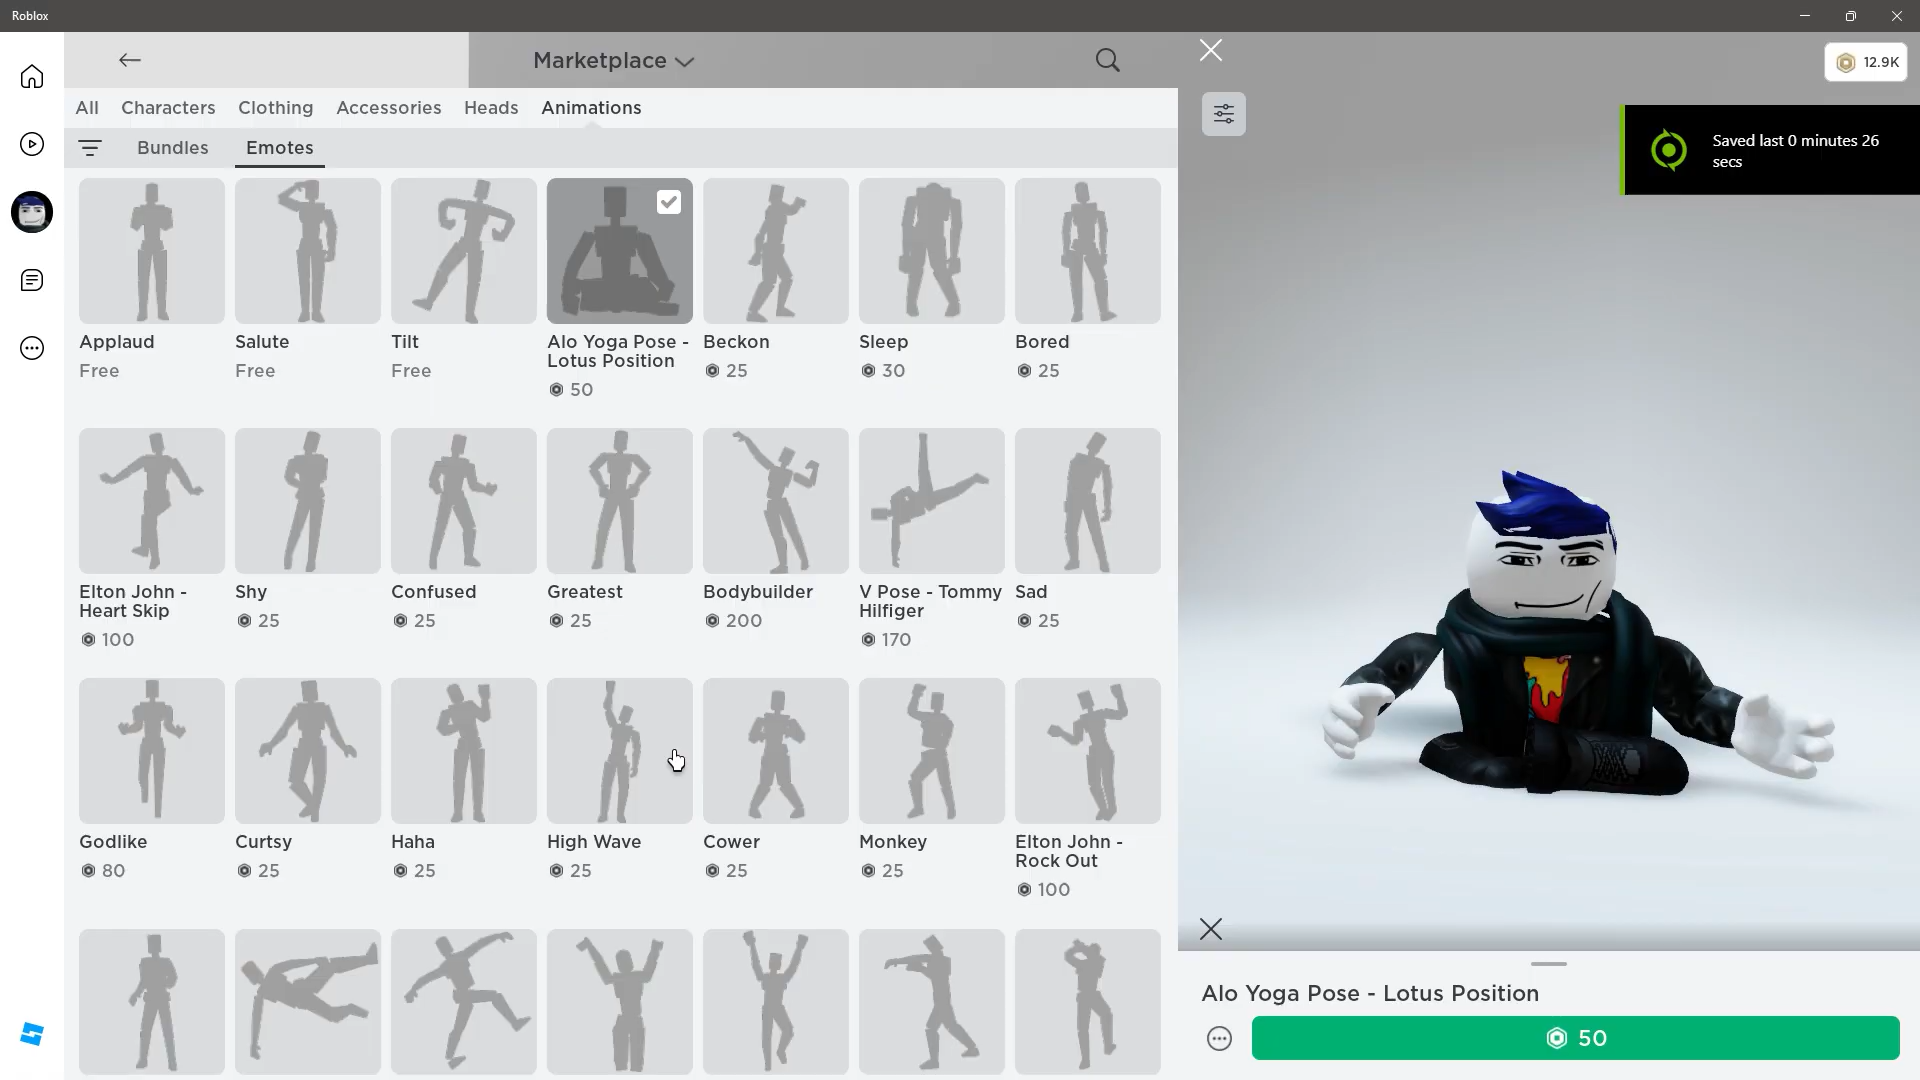 Roblox
Marketplace
12.9K
All Characters Clothing Accessories Heads Animations
Saved last 0 minutes 26
secs
Bundles Emotes
Applaud
Free
Salute
Free
Tilt
Free
Alo Yoga Pose -
Lotus Position
50
Beckon
25
Sleep
30
Bored
25
Elton John -
Heart Skip
100
Shy
25
Confused
25
Greatest
25
Bodybuilder
200
V Pose - Tommy
Hilfiger
170
Sad
25
Godlike
80
Curtsy
25
Haha
25
High Wave
25
Cower
25
Monkey
25
Elton John -
Rock Out
100
Alo Yoga Pose - Lotus Position
50